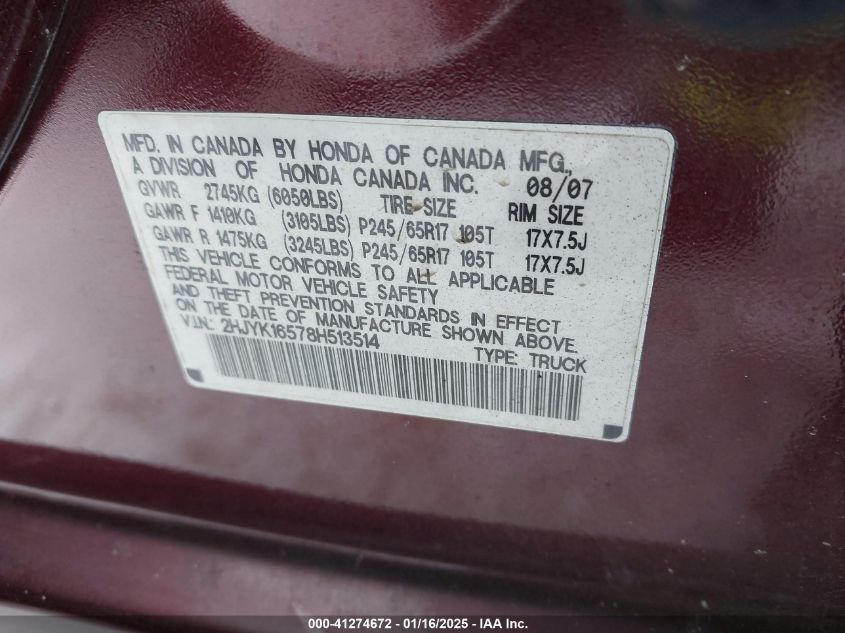 MFD. IN CANADA BY HONDA OF CANADA MFG.,
A DIVISION OF HONDA CANADA INC. 08/07
GVWR 2745KG (6050LBS) TIRE SIZE RIM SIZE
GAWR F 1410KG (3105LBS) P245/65R17 105T 17X7.5J
GAWR R 1475KG (3245LBS) P245/65R17 105T 17X7.5J
THIS VEHICLE CONFORMS TO ALL APPLICABLE
FEDERAL MOTOR VEHICLE SAFETY
AND THEFT PREVENTION STANDARDS IN EFFECT
ON THE DATE OF MANUFACTURE SHOWN ABOVE.
V.I.N.: 2HJYK16578H513514
TYPE: TRUCK
000-41274672 - 01/16/2025 - IAA Inc.